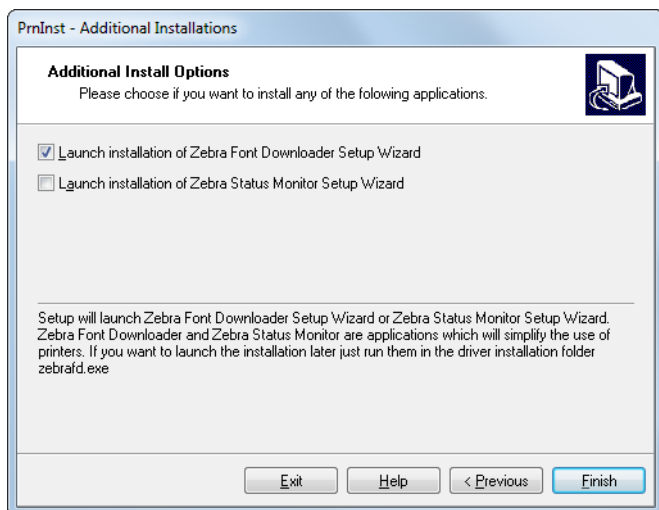 PrnInst - Additional Installations
Additional Install Options
Please choose if you want to install any of the folowing applications.
Launch installation of Zebra Font Downloader Setup Wizard
Launch installation of Zebra Status Monitor Setup Wizard
Setup will launch Zebra Font Downloader Setup Wizard or Zebra Status Monitor Setup Wizard.
Zebra Font Downloader and Zebra Status Monitor are applications which will simplify the use of
printers. If you want to launch the installation later just run them in the driver installation folder
zebrafd.exe
Exit
Help
< Previous
Finish